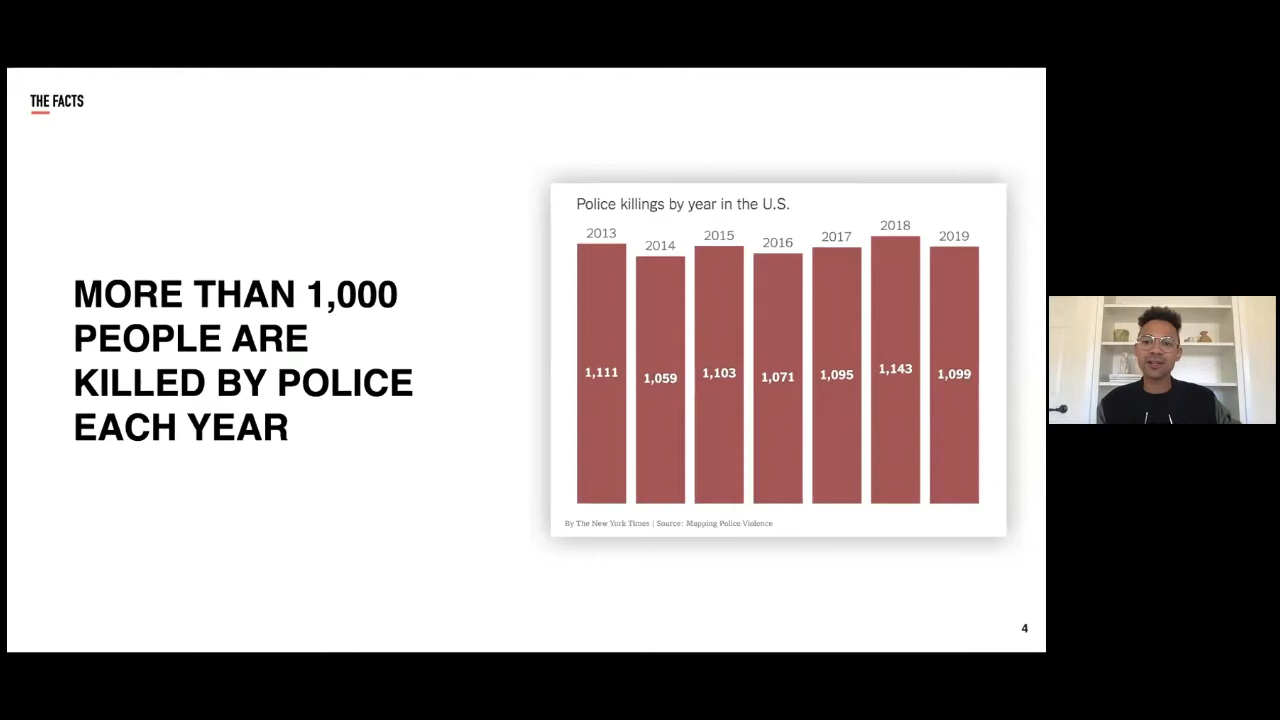 THE FACTS
MORE THAN 1,000
PEOPLE ARE
KILLED BY POLICE
EACH YEAR
Police killings by year in the U.S.
2013 2014 2015 2016 2017 2018 2019
1,111 1,059 1,103 1,071 1,095 1,143 1,099
By The New York Times | Source: Mapping Police Violence
4